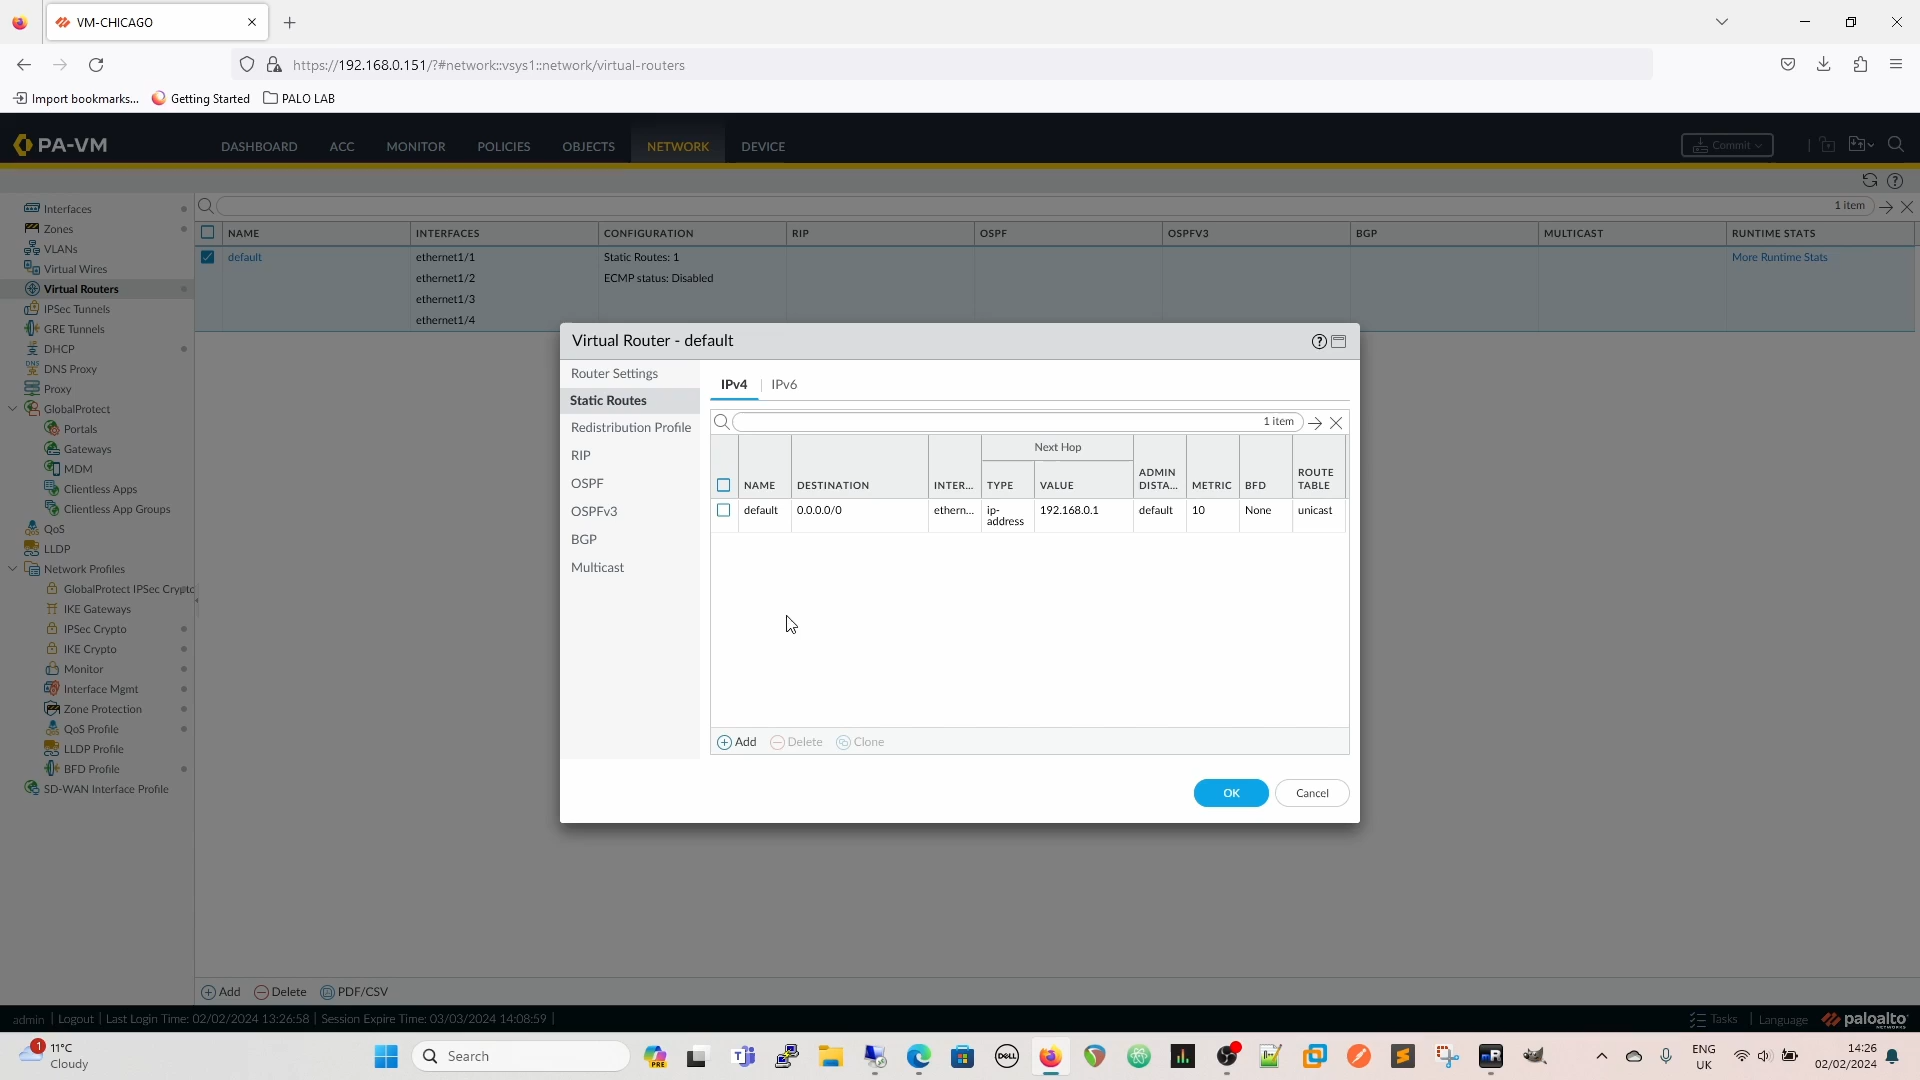 VM-CHICAGO
https://192.168.0.151/?#network::vsys1::network/virtual-routers
Import bookmarks... Getting Started PALO LAB
PA-VM
DASHBOARD ACC MONITOR POLICIES OBJECTS NETWORK DEVICE
Commit
Interfaces
Zones
VLANs
Virtual Wires
Virtual Routers
IPSec Tunnels
GRE Tunnels
DHCP
DNS Proxy
Proxy
GlobalProtect
Portals
Gateways
MDM
Clientless Apps
Clientless App Groups
QoS
LLDP
Network Profiles
GlobalProtect IPSec Crypto
IKE Gateways
IPSec Crypto
IKE Crypto
Monitor
Interface Mgmt
Zone Protection
QoS Profile
LLDP Profile
BFD Profile
SD-WAN Interface Profile
1 item
NAME INTERFACES CONFIGURATION RIP OSPF OSPFV3 BGP MULTICAST RUNTIME STATS
default ethernet1/1 Static Routes: 1 More Runtime Stats
ethernet1/2 ECMP status: Disabled
ethernet1/3
ethernet1/4
Virtual Router - default
Router Settings
Static Routes
Redistribution Profile
RIP
OSPF
OSPFv3
BGP
Multicast
IPv4 | IPv6
1 item
Next Hop
NAME DESTINATION INTER... TYPE VALUE ADMIN DISTA... METRIC BFD ROUTE TABLE
default 0.0.0.0/0 ethern... ip-address 192.168.0.1 default 10 None unicast
Add Delete Clone
OK Cancel
Add Delete PDF/CSV
admin | Logout | Last Login Time: 02/02/2024 13:26:58 | Session Expire Time: 03/03/2024 14:08:59 |
Tasks | Language paloalto
NETWORKS
1
11°C
Cloudy
Search
PRE
DELL
ENG
UK
14:26
02/02/2024